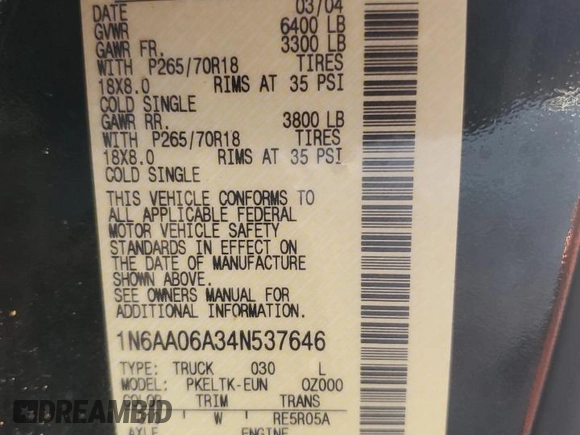 DATE 03/04
GVWR 6400 LB
GAWR FR. 3300 LB
WITH P265/70R18 TIRES
18X8.0 RIMS AT 35 PSI
COLD SINGLE
GAWR RR. 3800 LB
WITH P265/70R18 TIRES
18X8.0 RIMS AT 35 PSI
COLD SINGLE
THIS VEHICLE CONFORMS TO
ALL APPLICABLE FEDERAL
MOTOR VEHICLE SAFETY
STANDARDS IN EFFECT ON
THE DATE OF MANUFACTURE
SHOWN ABOVE.
SEE OWNERS MANUAL FOR
ADDITIONAL INFORMATION.
1N6AA06A34N537646
TYPE: TRUCK 030 L
MODEL: PKELTK-EUN OZ000
COLOR TRIM TRANS
W RE5R05A
AXLE ENGINE
DREAMBID